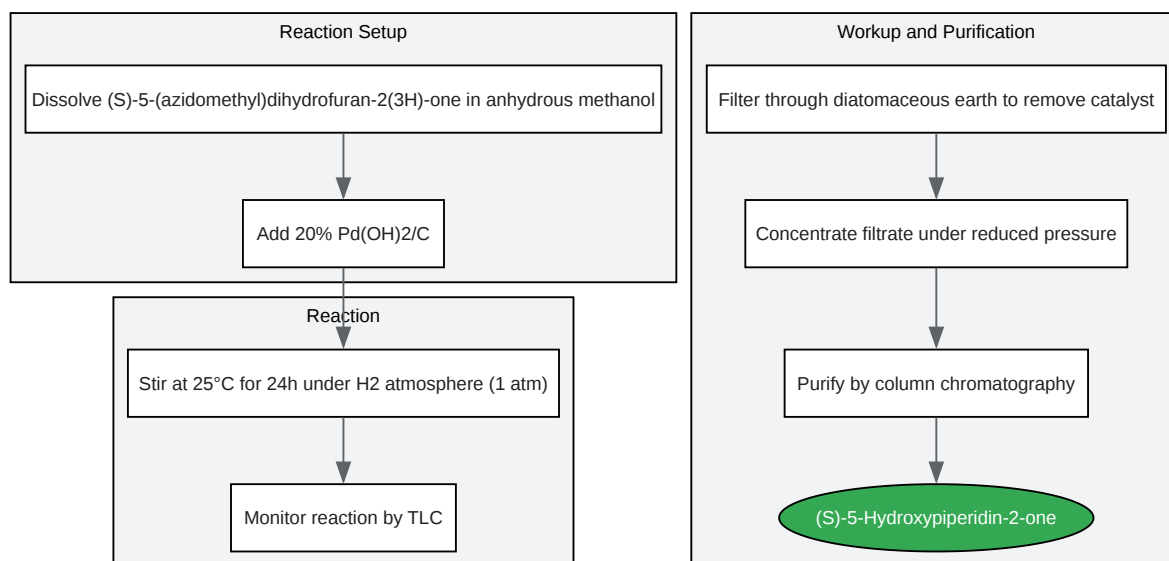 Reaction Setup
Dissolve (S)-5-(azidomethyl)dihydrofuran-2(3H)-one in anhydrous methanol
Add 20% Pd(OH)2/C
Reaction
Stir at 25°C for 24h under H2 atmosphere (1 atm)
Monitor reaction by TLC
Workup and Purification
Filter through diatomaceous earth to remove catalyst
Concentrate filtrate under reduced pressure
Purify by column chromatography
(S)-5-Hydroxypiperidin-2-one